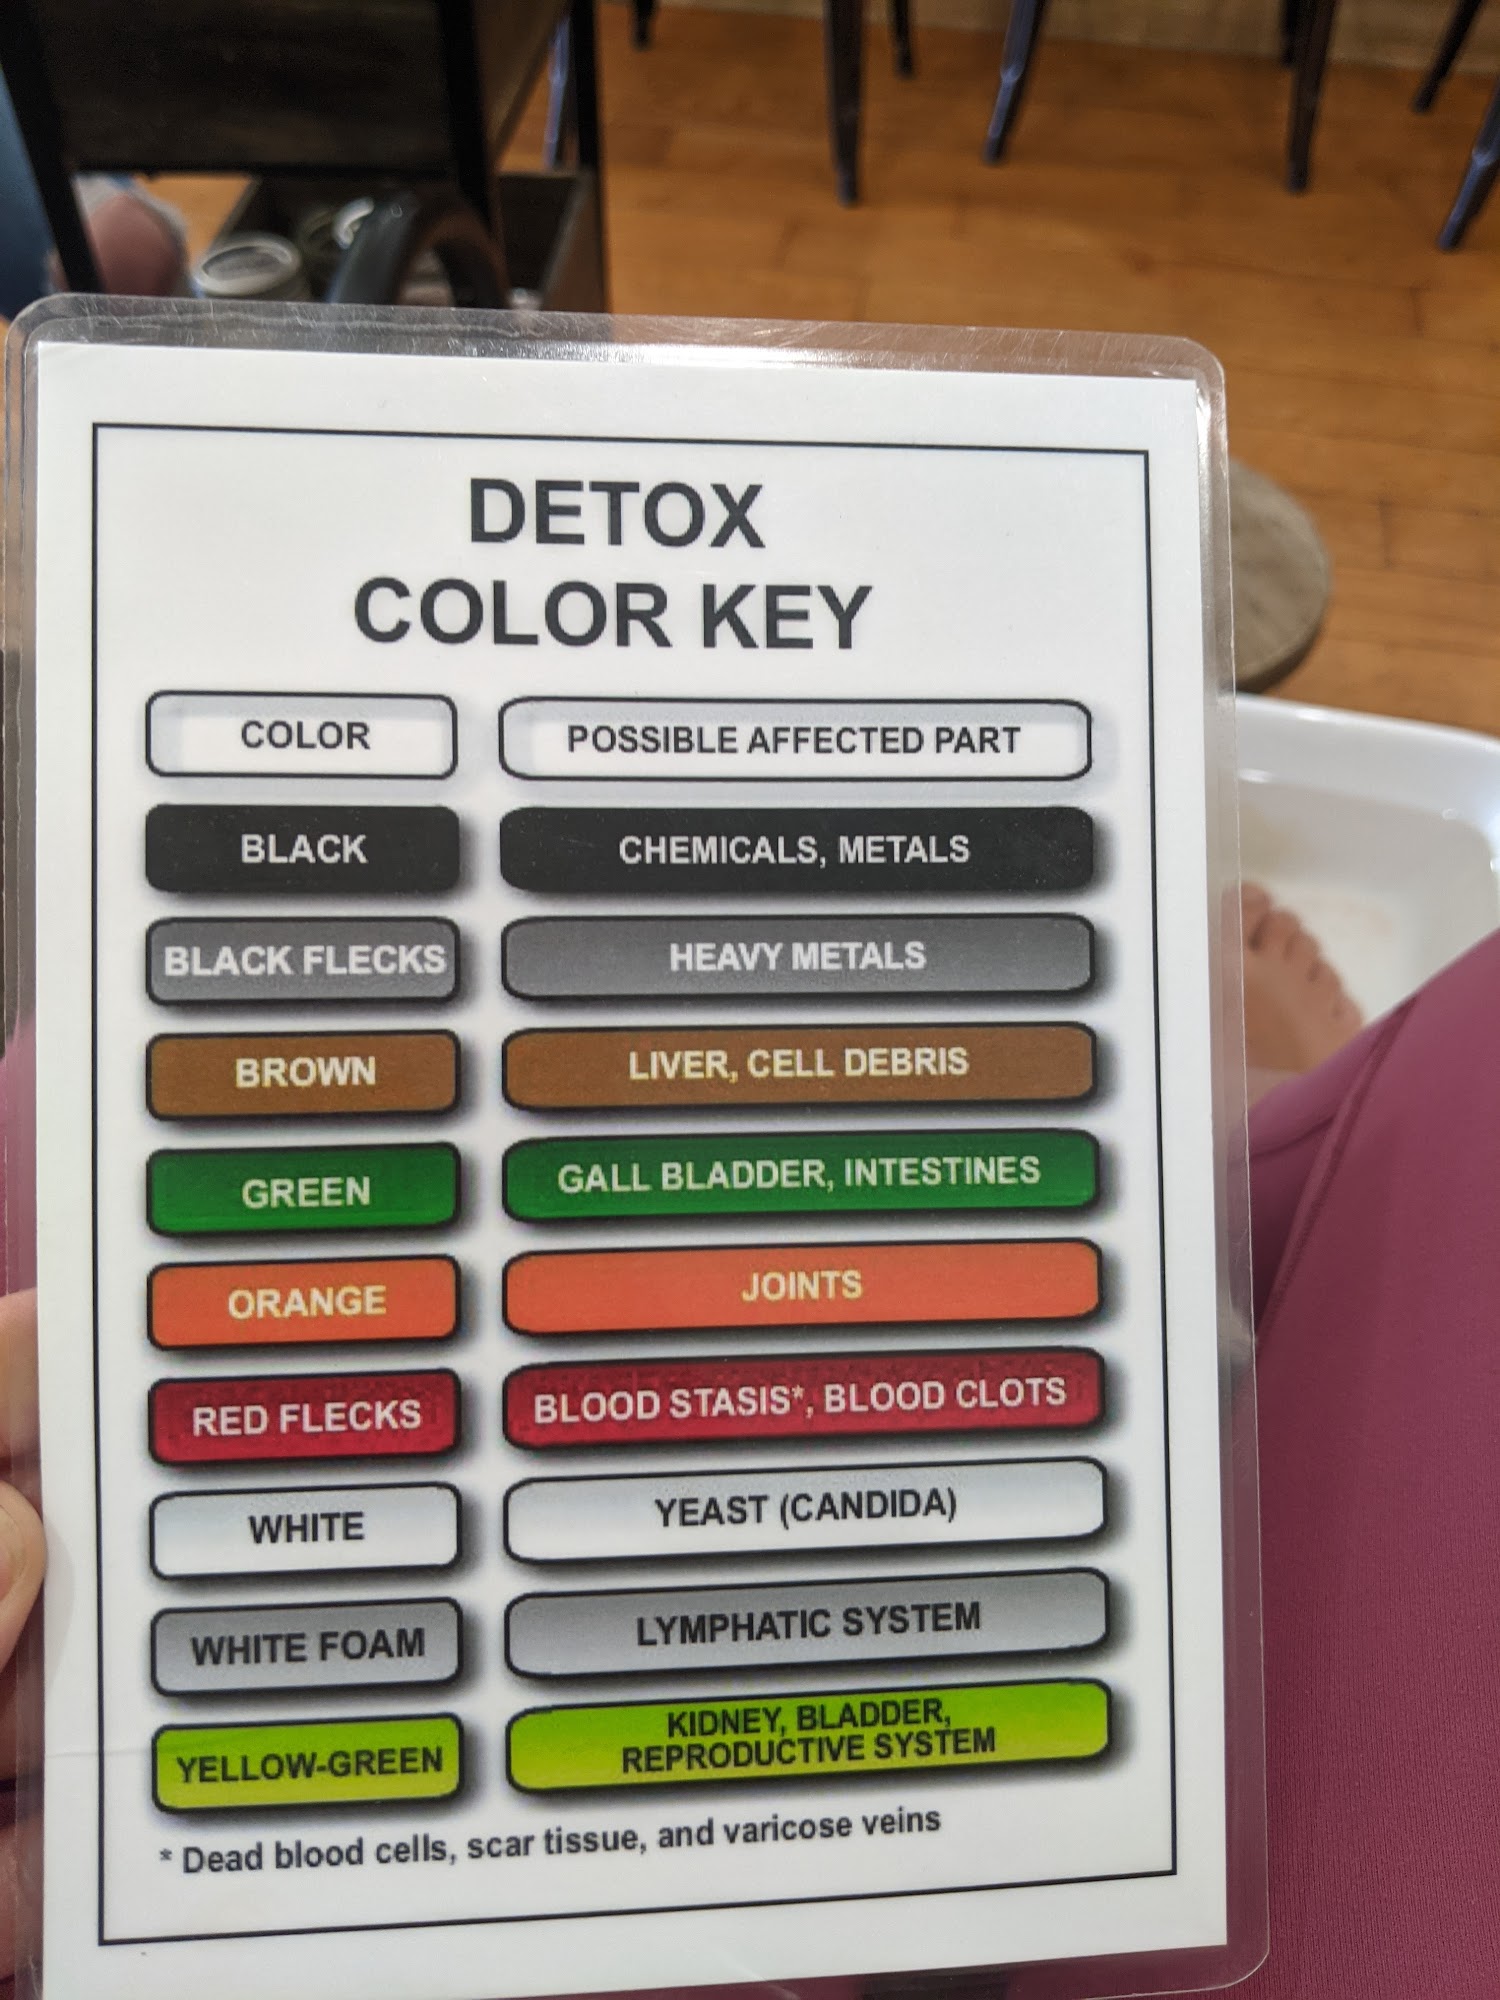 DETOX
COLOR KEY
COLOR POSSIBLE AFFECTED PART
BLACK CHEMICALS, METALS
BLACK FLECKS HEAVY METALS
BROWN LIVER, CELL DEBRIS
GREEN GALL BLADDER, INTESTINES
ORANGE JOINTS
RED FLECKS BLOOD STASIS*, BLOOD CLOTS
WHITE YEAST (CANDIDA)
WHITE FOAM LYMPHATIC SYSTEM
YELLOW-GREEN KIDNEY, BLADDER,
REPRODUCTIVE SYSTEM
* Dead blood cells, scar tissue, and varicose veins